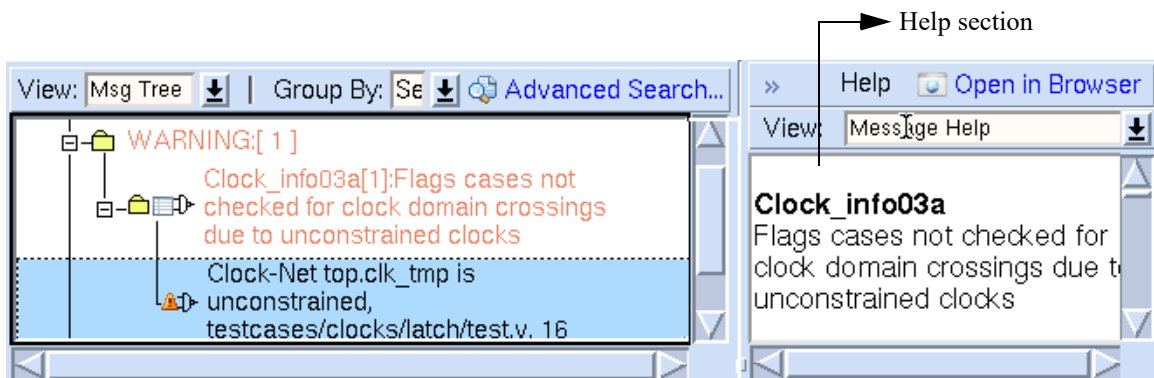 Help section
View: Msg Tree | Group By: Se Advanced Search...
WARNING:[ 1 ]
Clock_info03a[1]:Flags cases not
checked for clock domain crossings
due to unconstrained clocks
Clock-Net top.clk_tmp is
unconstrained,
testcases/clocks/latch/test.v. 16
» Help Open in Browser
View: Message Help
Clock_info03a
Flags cases not checked for
clock domain crossings due t
unconstrained clocks